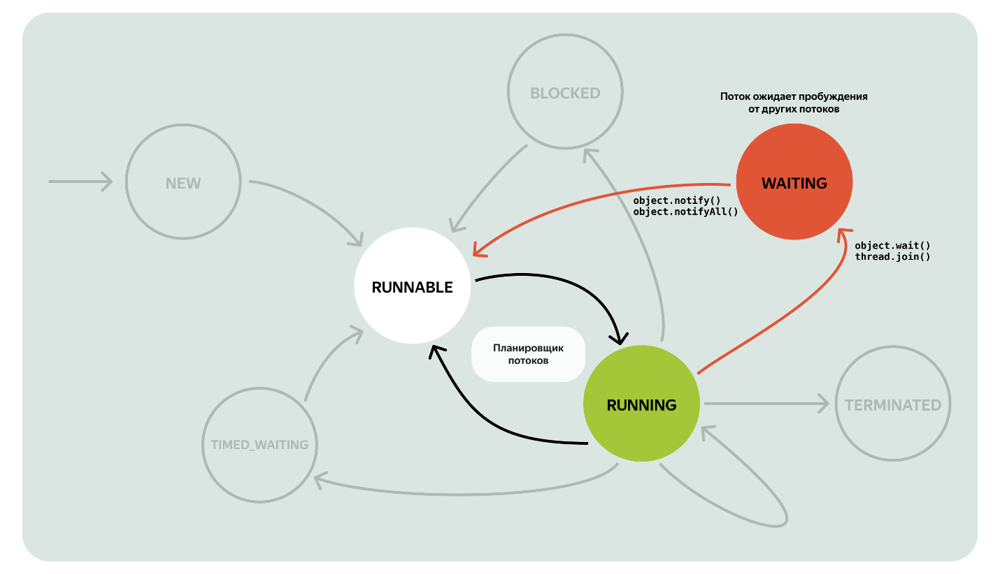 BLOCKED
Поток ожидает пробуждения
от других потоков
NEW
WAITING
object.notify()
object.notifyAll()
object.wait()
thread.join()
RUNNABLE
Планировщик
потоков
RUNNING
TERMINATED
TIMED_WAITING